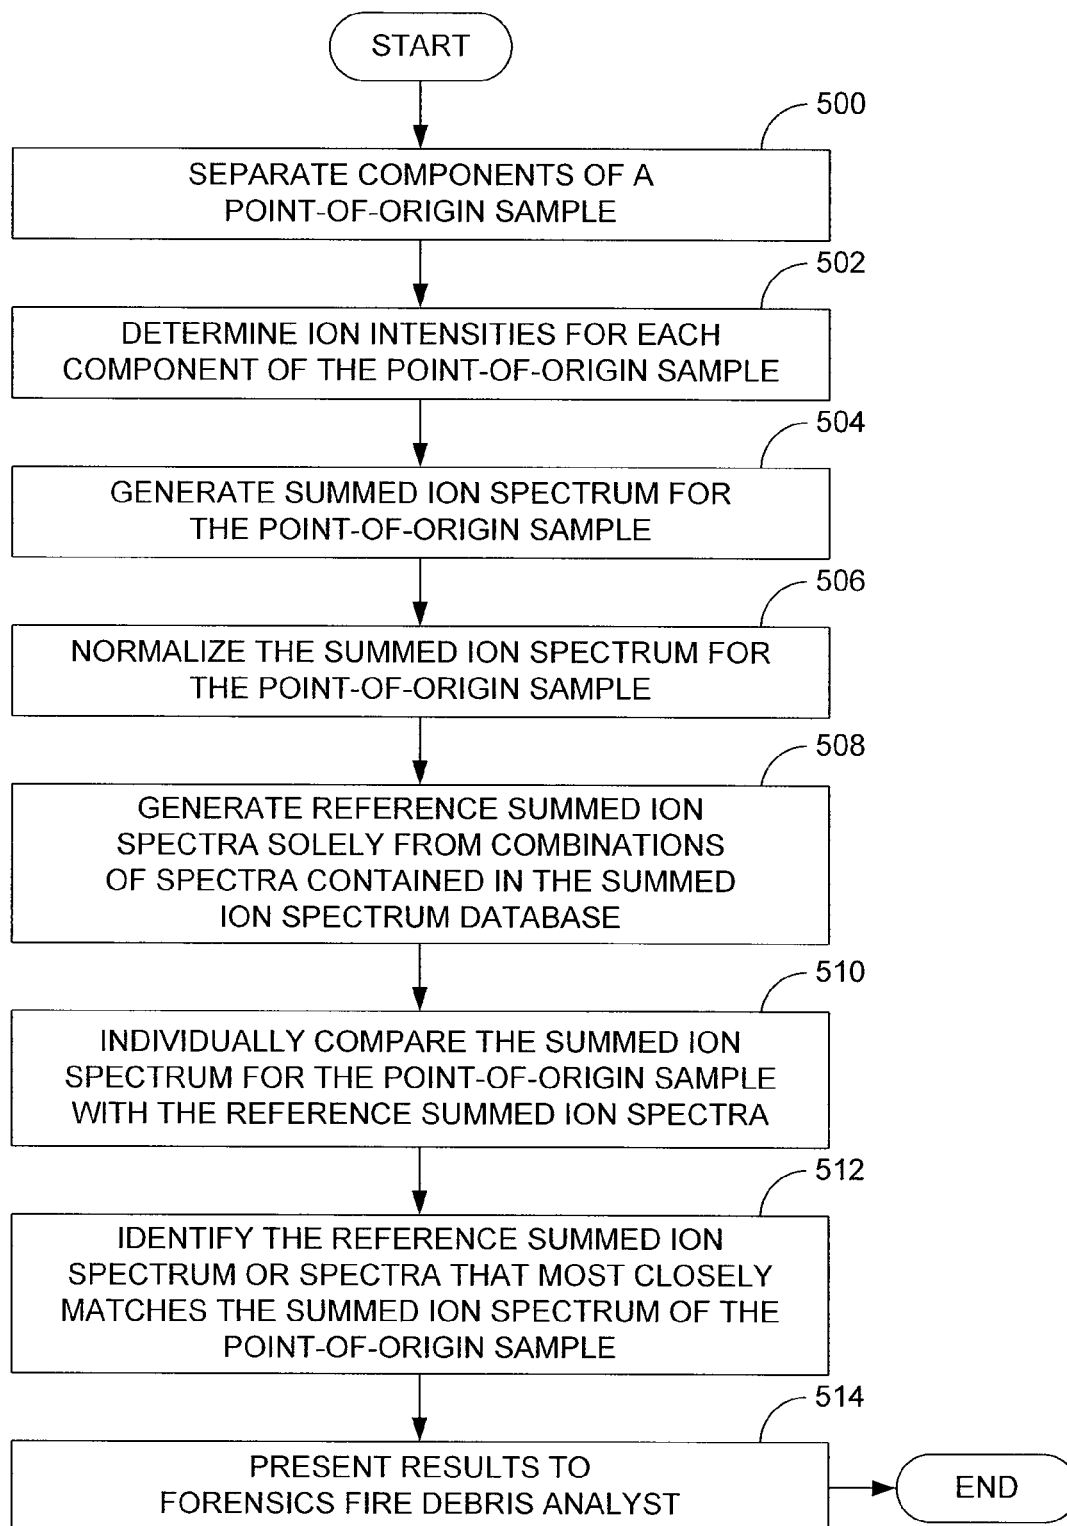 START
500
SEPARATE COMPONENTS OF A
POINT-OF-ORIGIN SAMPLE
502
DETERMINE ION INTENSITIES FOR EACH
COMPONENT OF THE POINT-OF-ORIGIN SAMPLE
504
GENERATE SUMMED ION SPECTRUM FOR
THE POINT-OF-ORIGIN SAMPLE
506
NORMALIZE THE SUMMED ION SPECTRUM FOR
THE POINT-OF-ORIGIN SAMPLE
508
GENERATE REFERENCE SUMMED ION
SPECTRA SOLELY FROM COMBINATIONS
OF SPECTRA CONTAINED IN THE SUMMED
ION SPECTRUM DATABASE
510
INDIVIDUALLY COMPARE THE SUMMED ION
SPECTRUM FOR THE POINT-OF-ORIGIN SAMPLE
WITH THE REFERENCE SUMMED ION SPECTRA
512
IDENTIFY THE REFERENCE SUMMED ION
SPECTRUM OR SPECTRA THAT MOST CLOSELY
MATCHES THE SUMMED ION SPECTRUM OF THE
POINT-OF-ORIGIN SAMPLE
514
PRESENT RESULTS TO
FORENSICS FIRE DEBRIS ANALYST
END